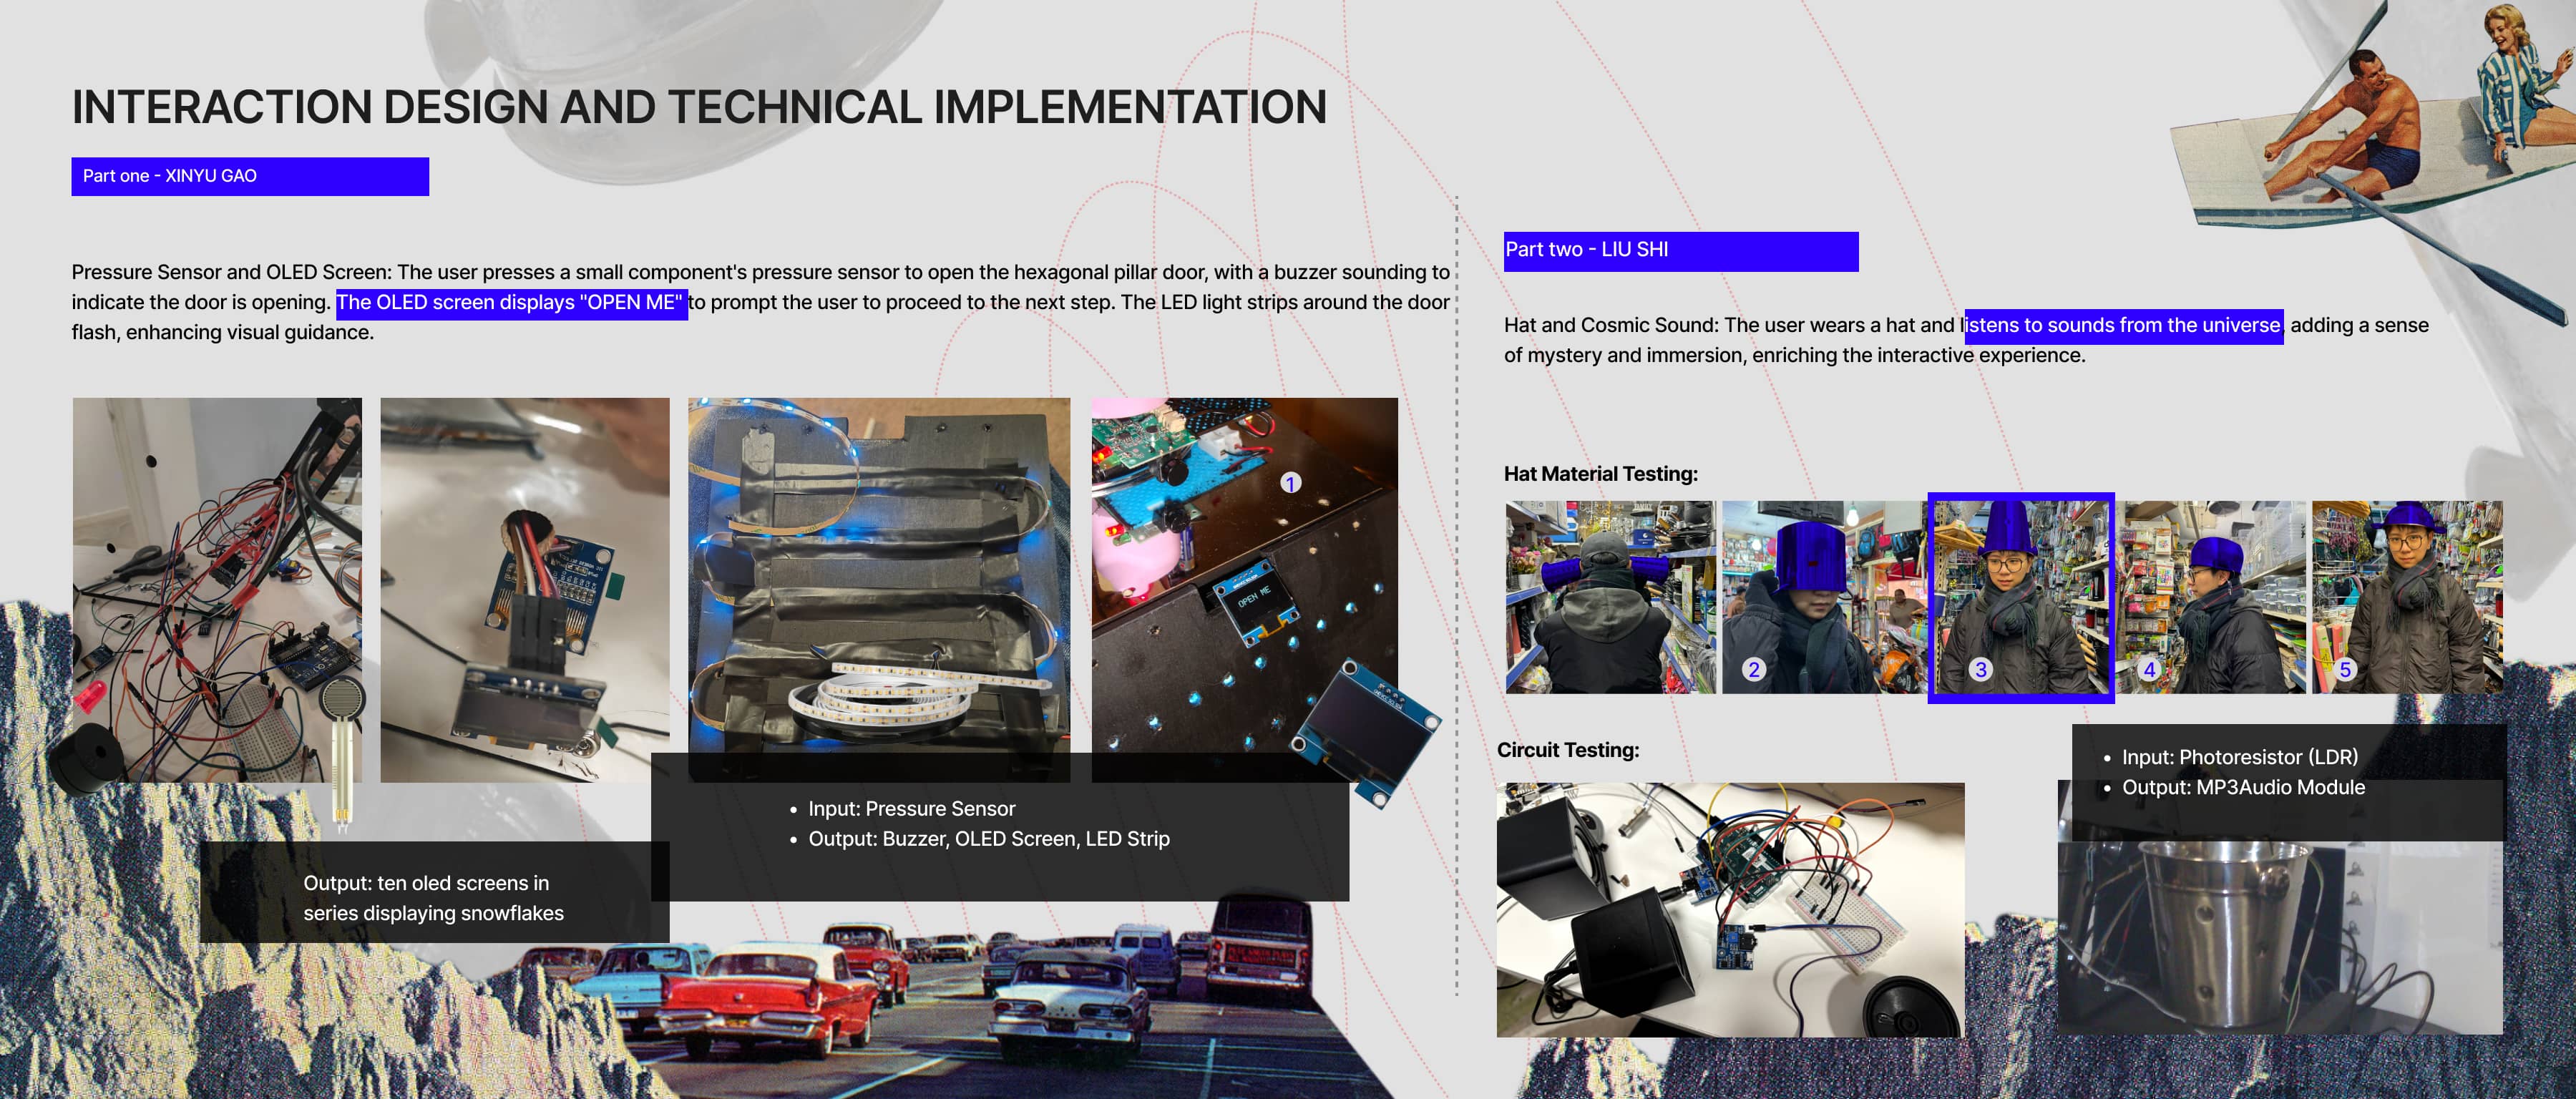 INTERACTION DESIGN AND TECHNICAL IMPLEMENTATION
Part one - XINYU GAO
Pressure Sensor and OLED Screen: The user presses a small component's pressure sensor to open the hexagonal pillar door, with a buzzer sounding to
indicate the door is opening. The OLED screen displays "OPEN ME" to prompt the user to proceed to the next step. The LED light strips around the door
flash, enhancing visual guidance.
1
OPEN ME
Input: Pressure Sensor
Output: Buzzer, OLED Screen, LED Strip
Output: ten oled screens in
series displaying snowflakes
Part two - LIU SHI
Hat and Cosmic Sound: The user wears a hat and listens to sounds from the universe, adding a sense
of mystery and immersion, enriching the interactive experience.
Hat Material Testing:
2
3
4
5
Circuit Testing:
Input: Photoresistor (LDR)
Output: MP3Audio Module